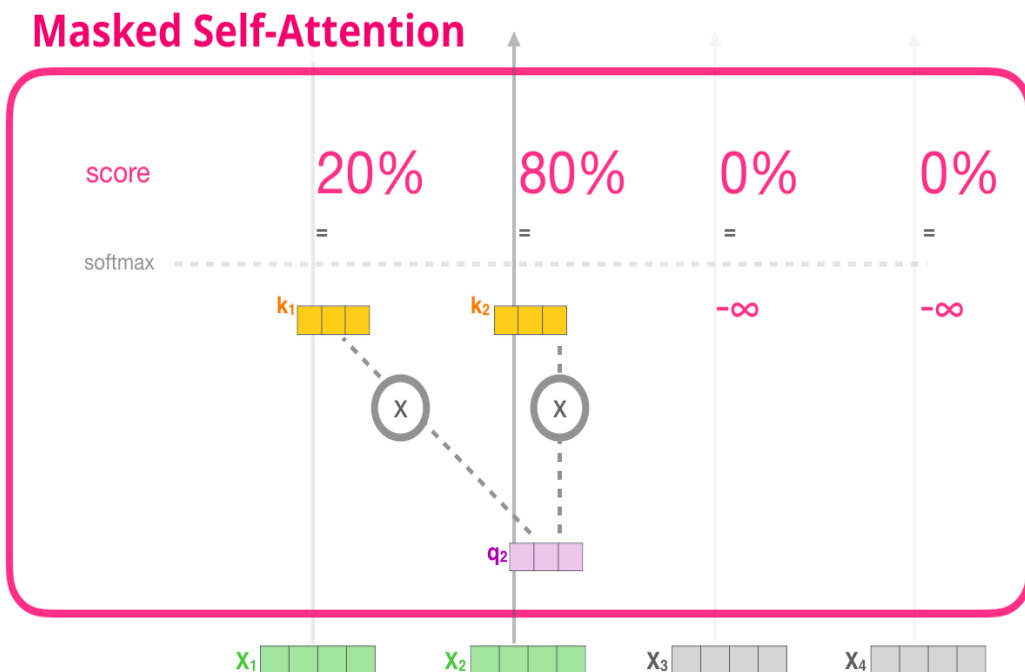 Masked Self-Attention
score 20% 80% 0% 0%
= = = =
softmax
k1 k2 -∞ -∞
X X
q2
X1 X2 X3 X4